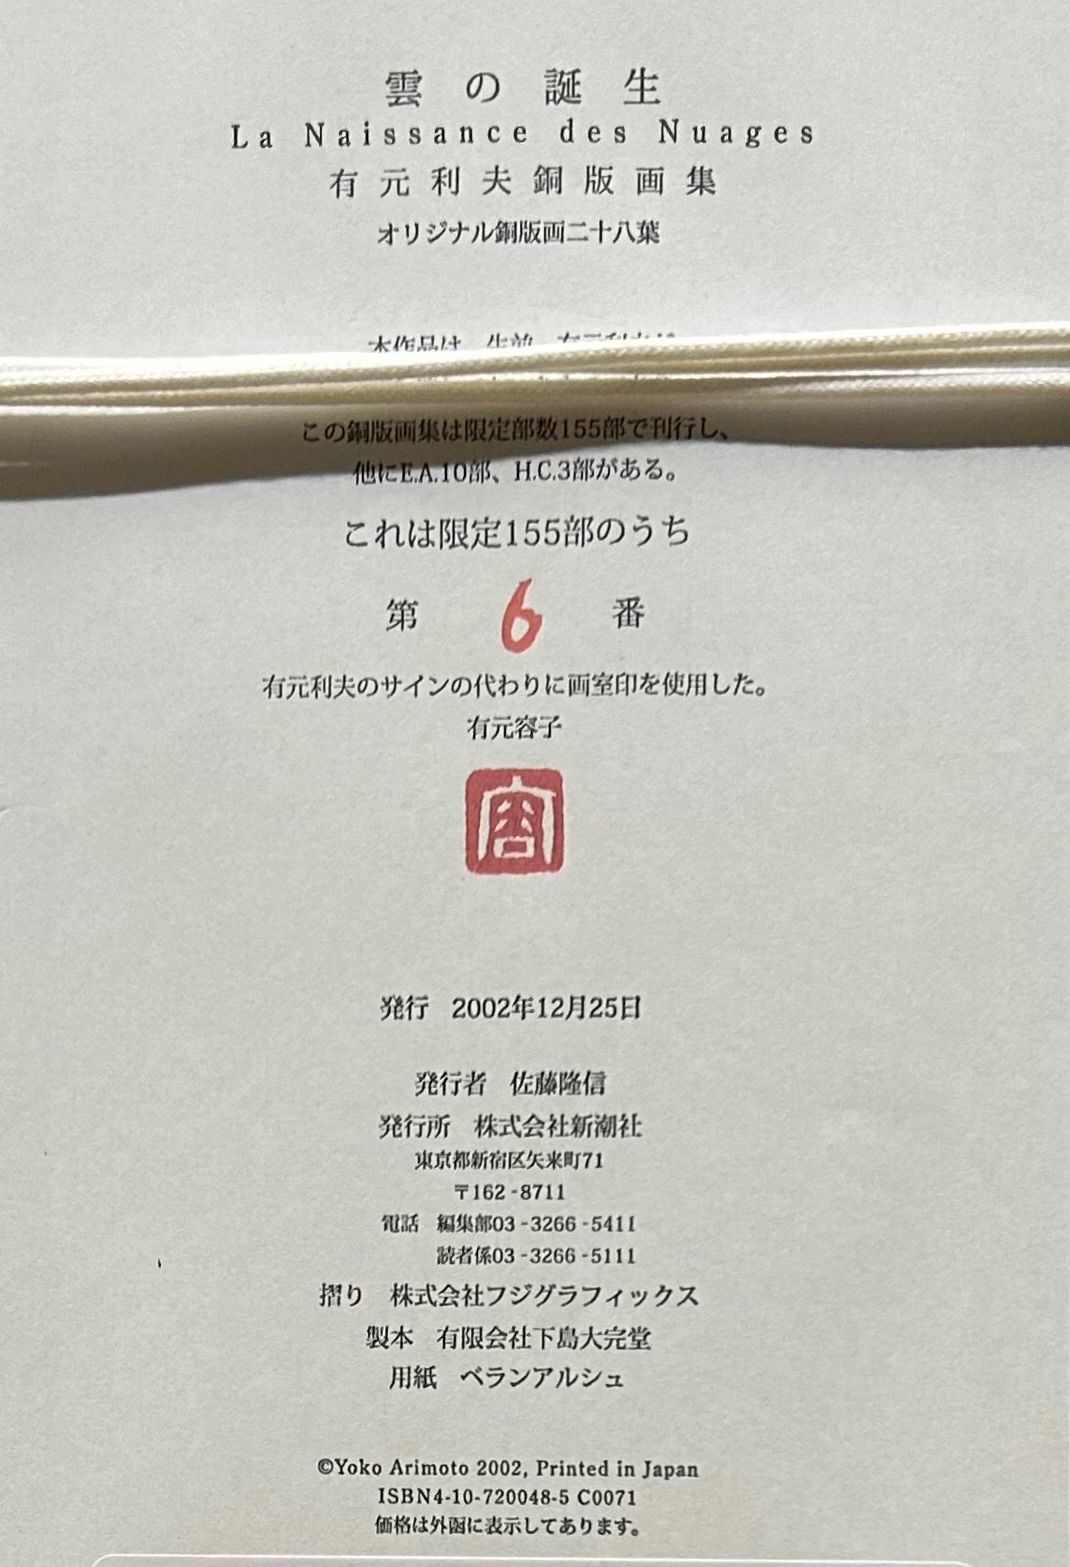 雲の誕生
La Naissance des Nuages
有元利夫銅版画集
オリジナル銅版画二十八葉
本作品は 生前
この銅版画集は限定部数155部で刊行し、
他にE.A.10部、H.C.3部がある。
これは限定155部のうち
第 6 番
有元利夫のサインの代わりに画室印を使用した。
有元容子
容
発行 2002年12月25日
発行者 佐藤隆信
発行所 株式会社新潮社
東京都新宿区矢来町71
〒162-8711
電話 編集部03-3266-5411
読者係03-3266-5111
摺り 株式会社フジグラフィックス
製本 有限会社下島大完堂
用紙 ベランアルシュ
©Yoko Arimoto 2002, Printed in Japan
ISBN4-10-720048-5 C0071
価格は外函に表示してあります。